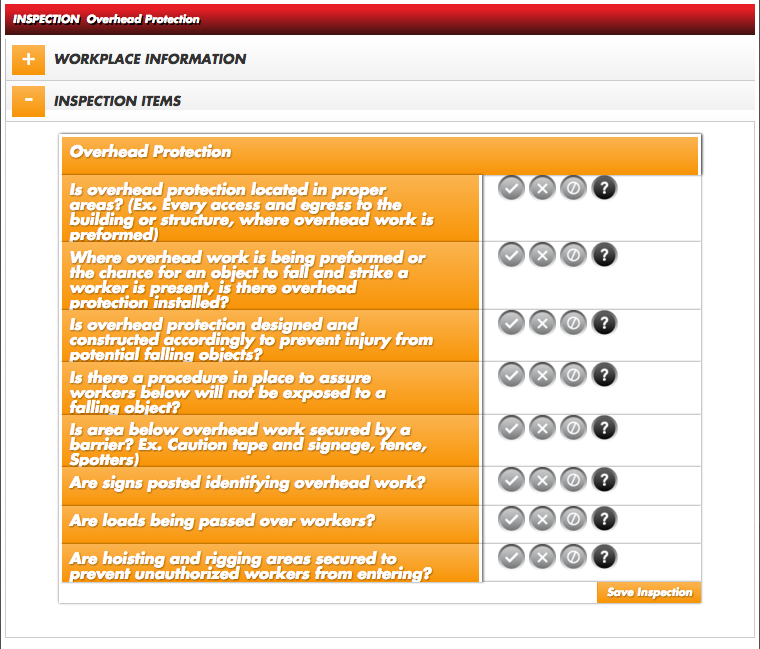 INSPECTION Overhead Protection
+ WORKPLACE INFORMATION
- INSPECTION ITEMS
Overhead Protection
Is overhead protection located in proper
areas? (Ex. Every access and egress to the
building or structure, where overhead work is
preformed)
?
Where overhead work is being preformed or
the chance for an object to fall and strike a
worker is present, is there overhead
protection installed?
?
Is overhead protection designed and
constructed accordingly to prevent injury from
potential falling objects?
?
Is there a procedure in place to assure
workers below will not be exposed to a
falling object?
?
Is area below overhead work secured by a
barrier? Ex. Caution tape and signage, fence,
Spotters)
?
Are signs posted identifying overhead work?
?
Are loads being passed over workers?
?
Are hoisting and rigging areas secured to
prevent unauthorized workers from entering?
?
Save Inspection